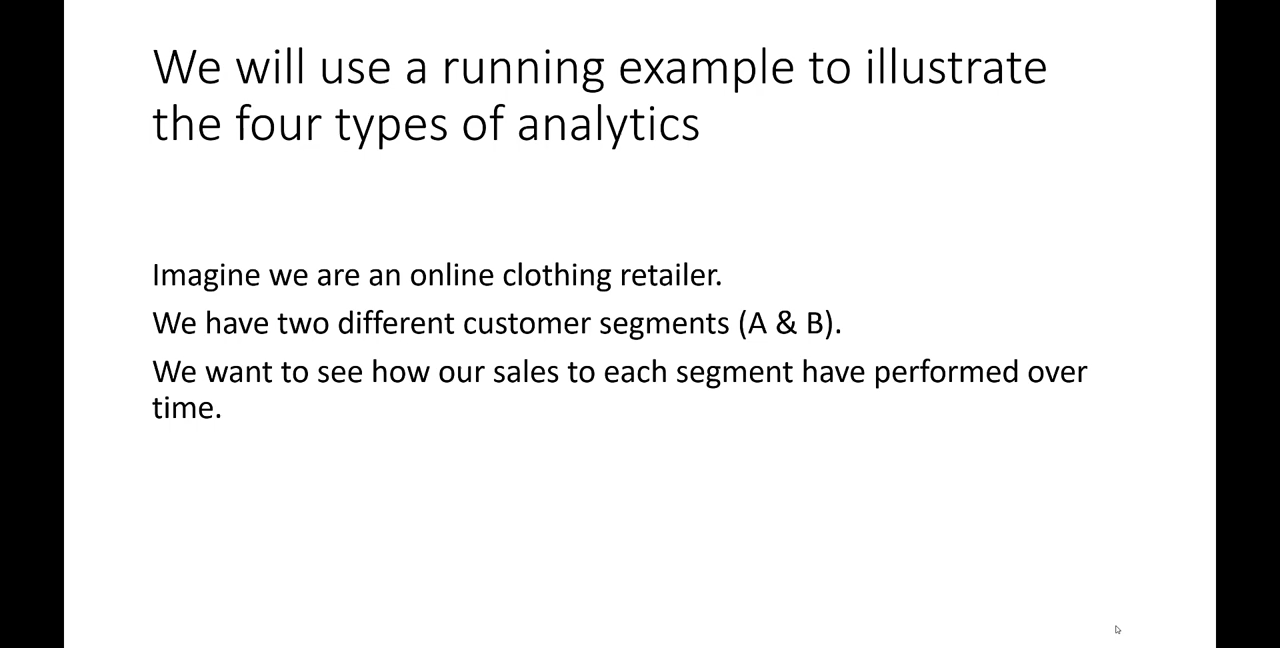 We will use a running example to illustrate
the four types of analytics
Imagine we are an online clothing retailer.
We have two different customer segments (A & B).
We want to see how our sales to each segment have performed over
time.